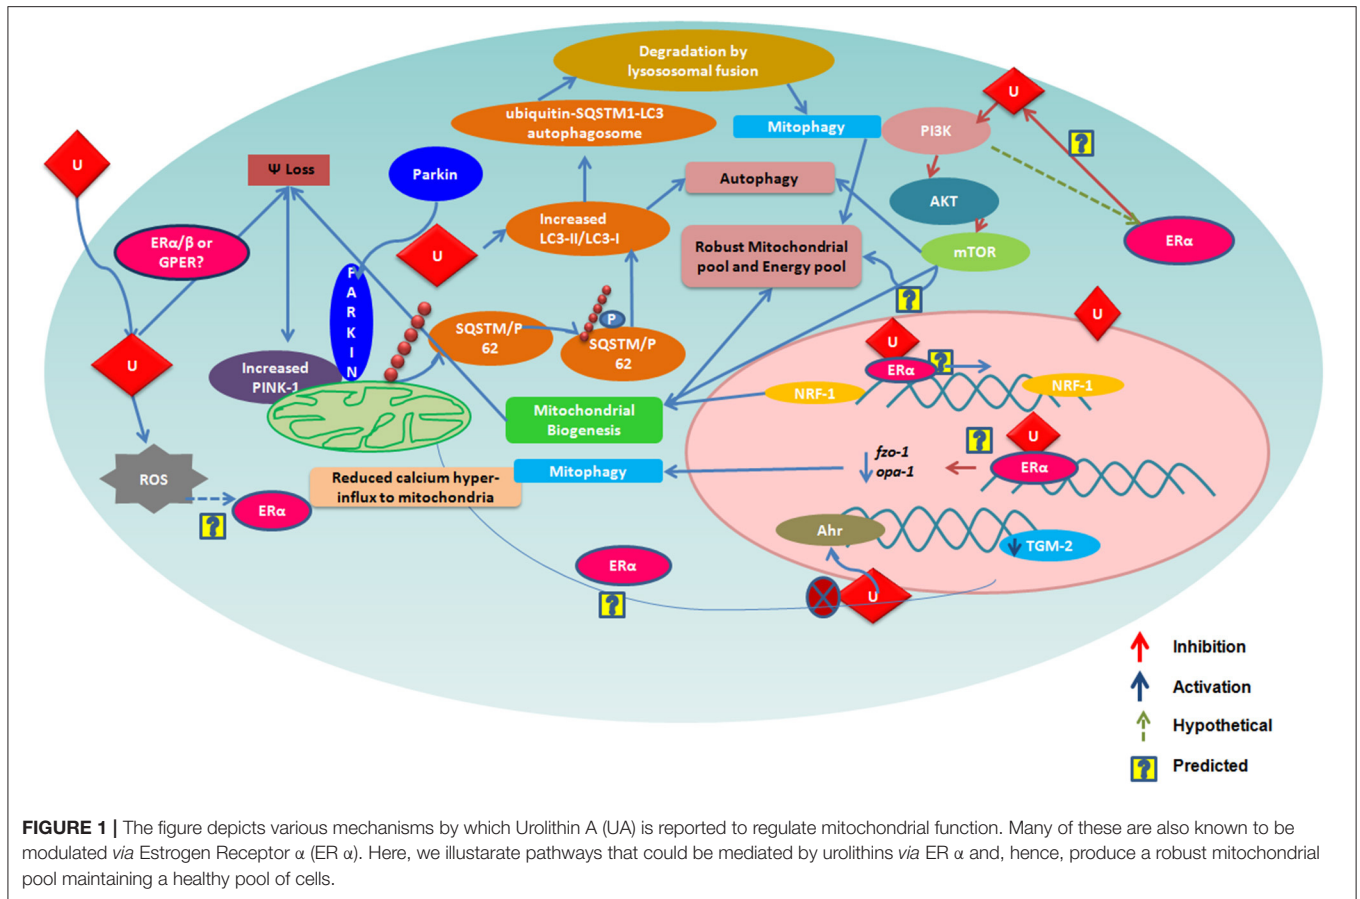 Degradation by
lysososomal fusion
ubiquitin-SQSTM1-LC3
autophagosome
Mitophagy
PI3K
U
?
U
Ψ Loss
Parkin
Autophagy
AKT
Increased
LC3-II/LC3-I
ERα/β or
GPER?
U
Robust Mitochondrial
pool and Energy pool
mTOR
ERα
P
A
R
K
I
N
?
U
P
SQSTM/P
62
SQSTM/P
62
U
Increased
PINK-1
U
ERα
?
NRF-1
NRF-1
Mitochondrial
Biogenesis
U
?
fzo-1
opa-1
ERα
ROS
Reduced calcium hyper-
influx to mitochondria
Mitophagy
ERα
?
Ahr
TGM-2
ERα
?
U
Inhibition
Activation
Hypothetical
? Predicted
FIGURE 1 | The figure depicts various mechanisms by which Urolithin A (UA) is reported to regulate mitochondrial function. Many of these are also known to be
modulated via Estrogen Receptor α (ER α). Here, we illustarate pathways that could be mediated by urolithins via ER α and, hence, produce a robust mitochondrial
pool maintaining a healthy pool of cells.